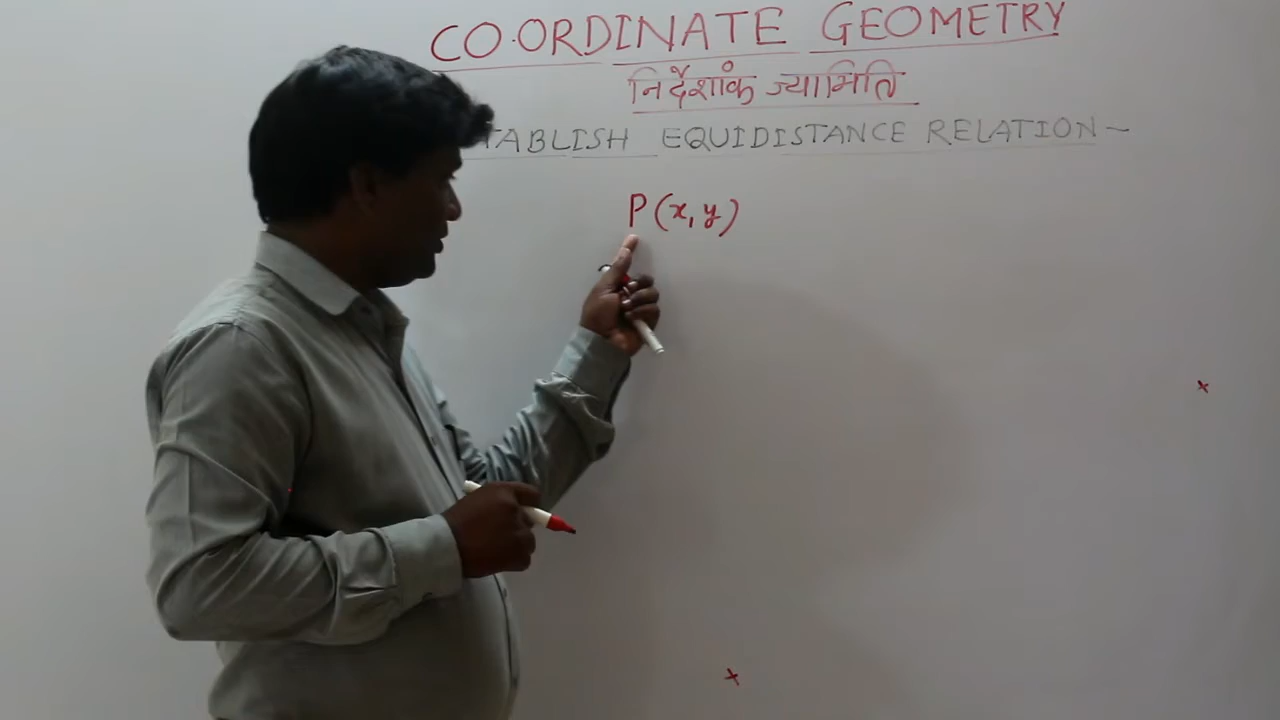 CO.ORDINATE GEOMETRY
निर्देशांक ज्यामिति
TABLISH EQUIDISTANCE RELATION-
P(x, y)
x
x